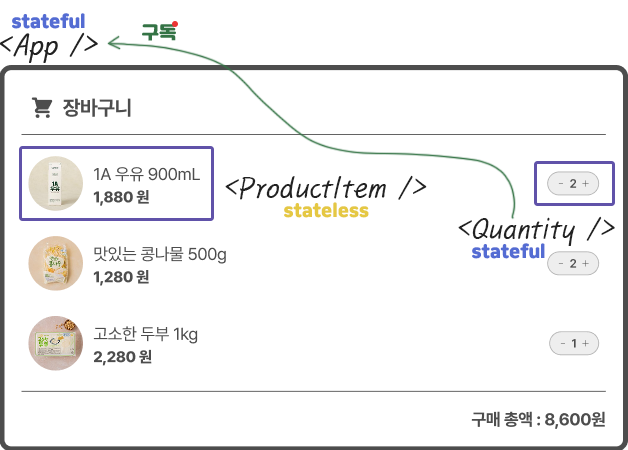 stateful
<App />
구독
장바구니
1A 우유 900mL
1,880 원
- 2 +
<ProductItem />
stateless
<Quantity />
stateful
맛있는 콩나물 500g
1,280 원
- 2 +
고소한 두부 1kg
2,280 원
- 1 +
구매 총액 : 8,600원